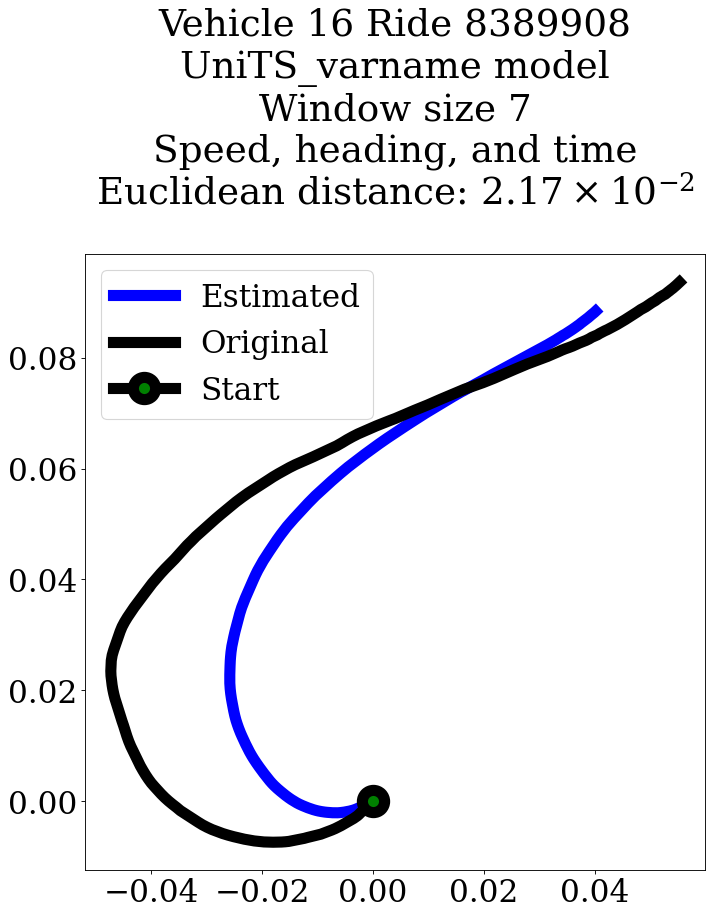 Vehicle 16 Ride 8389908
UniTS_varname model
Window size 7
Speed, heading, and time
Euclidean distance: 2.17 × 10⁻²
Estimated
Original
Start
0.08
0.06
0.04
0.02
0.00
−0.04 −0.02 0.00 0.02 0.04